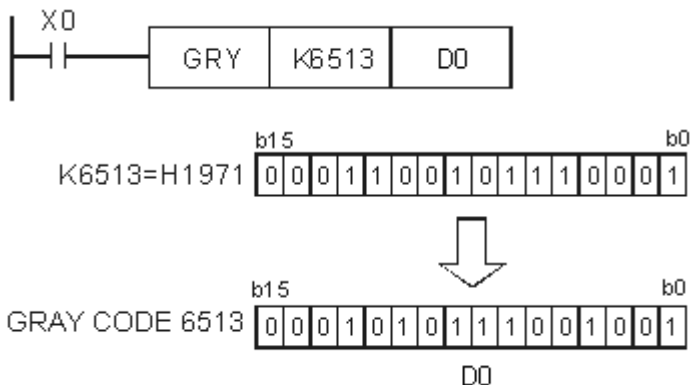 X0
GRY K6513 D0
b15 b0
K6513=H1971 0 0 0 1 1 0 0 1 0 1 1 1 0 0 0 1
b15 b0
GRAY CODE 6513 0 0 0 1 0 1 0 1 1 1 0 0 1 0 0 1
D0